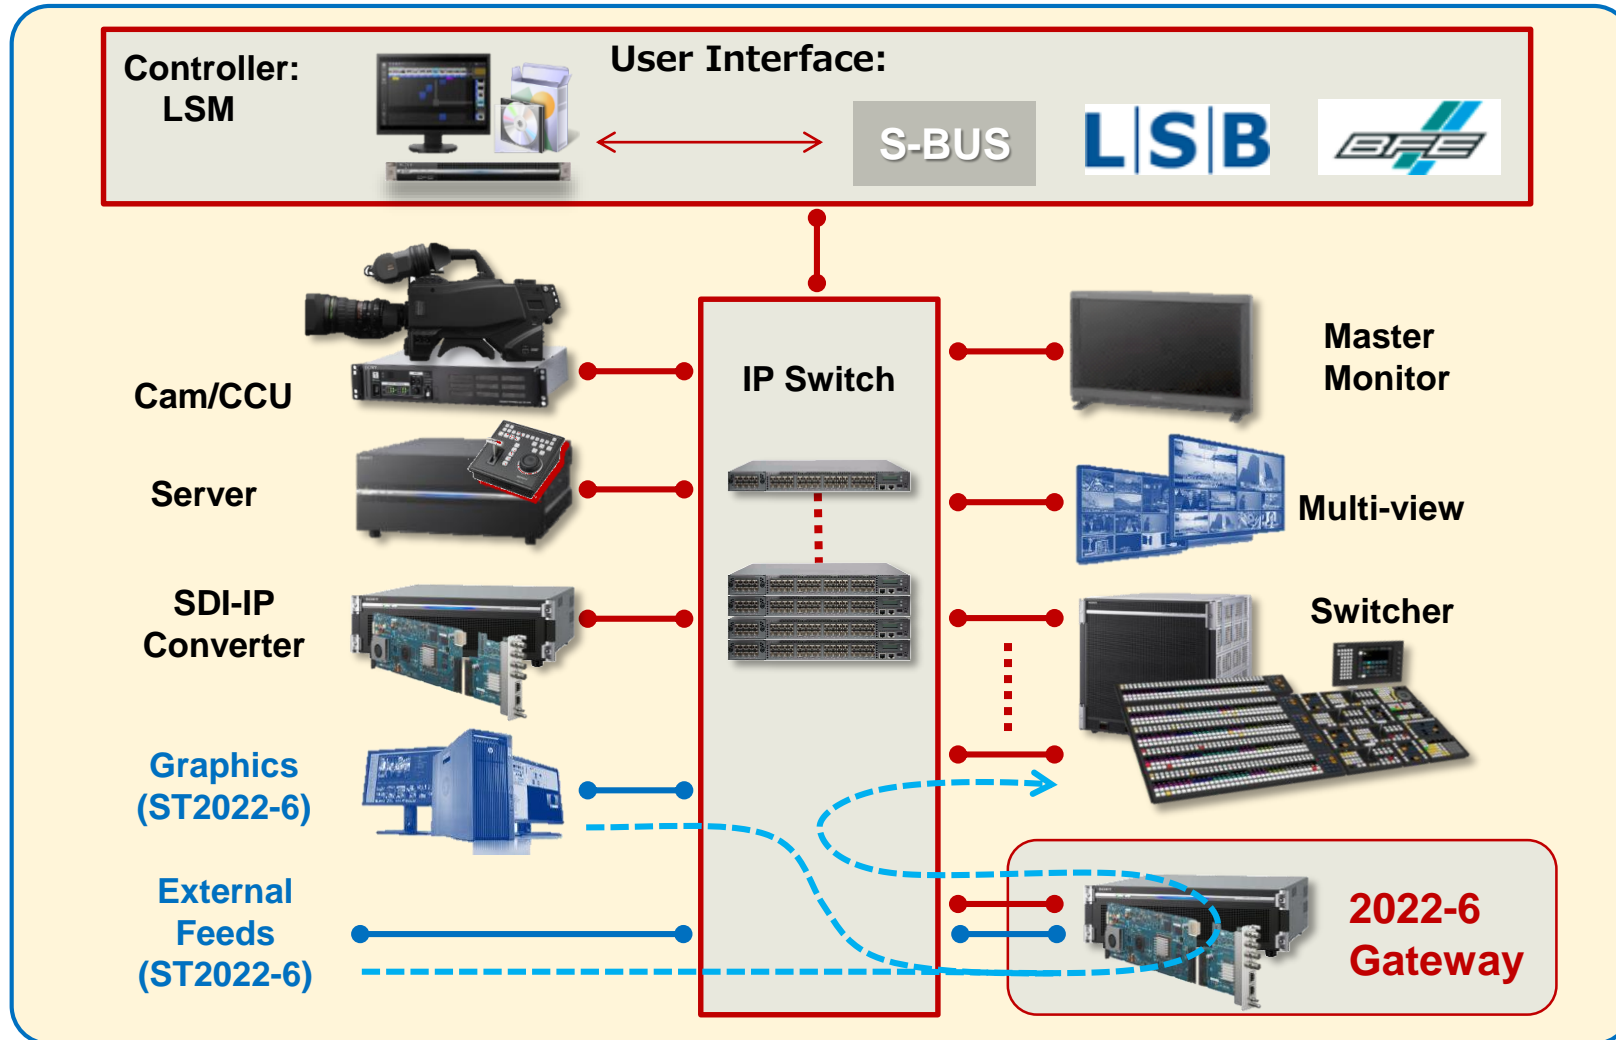 Controller:
LSM
User Interface:
S-BUS
L|S|B
BFE
Cam/CCU
IP Switch
Master
Monitor
Server
Multi-view
SDI-IP
Converter
Switcher
Graphics
(ST2022-6)
External
Feeds
(ST2022-6)
2022-6
Gateway